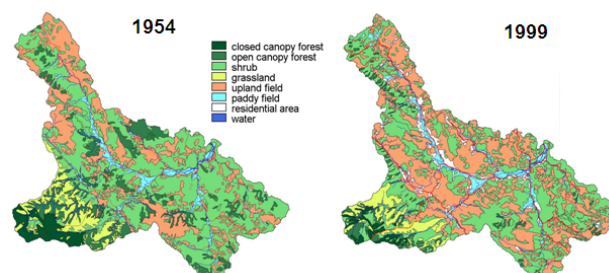 1954
1999
closed canopy forest
open canopy forest
shrub
grassland
upland field
paddy field
residential area
water